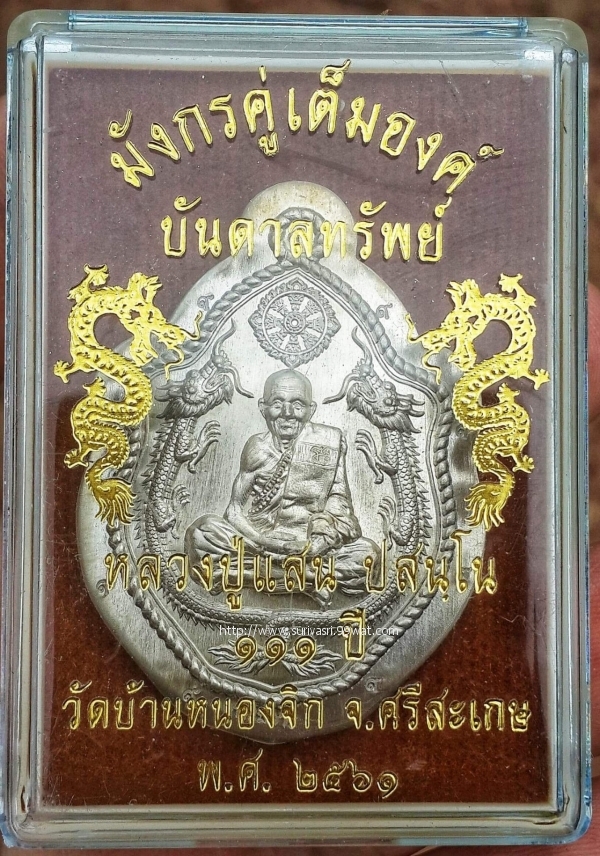 มังกรคู่เต็มองค์
บันดาลทรัพย์
หลวงปู่แสน ปสนฺโน
http://www.surivasri.99wat.com
๑๑๑ ปี
วัดบ้านหนองจิก จ.ศรีสะเกษ
พ.ศ. ๒๕๖๑